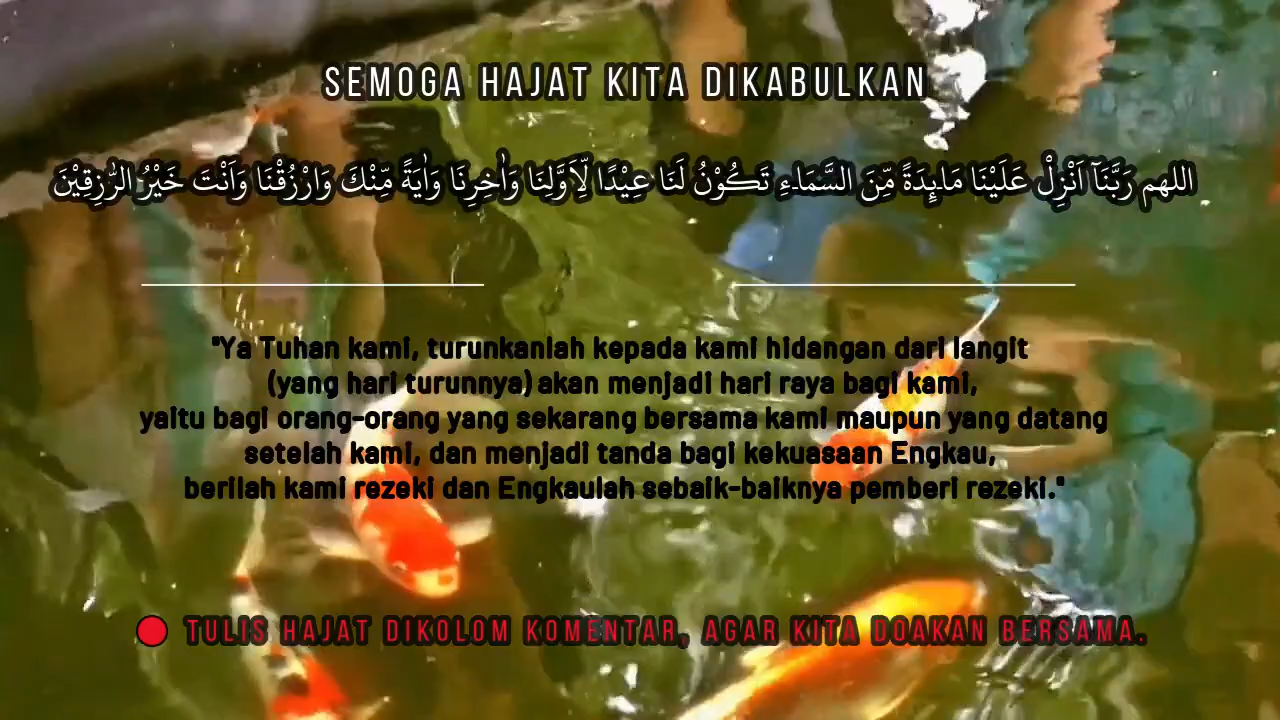 SEMOGA HAJAT KITA DIKABULKAN
اللهم رَبَّنَآ اَنْزِلْ عَلَيْنَا مَاۤىِٕدَةً مِّنَ السَّمَاۤءِ تَكُوْنُ لَنَا عِيْدًا لِّاَوَّلِنَا وَاٰخِرِنَا وَاٰيَةً مِّنْكَ وَارْزُقْنَا وَاَنْتَ خَيْرُ الرّٰزِقِيْنَ
"Ya Tuhan kami, turunkanlah kepada kami hidangan dari langit
(yang hari turunnya) akan menjadi hari raya bagi kami,
yaitu bagi orang-orang yang sekarang bersama kami maupun yang datang
setelah kami, dan menjadi tanda bagi kekuasaan Engkau,
berilah kami rezeki dan Engkaulah sebaik-baiknya pemberi rezeki."
TULIS HAJAT DIKOLOM KOMENTAR, AGAR KITA DOAKAN BERSAMA.